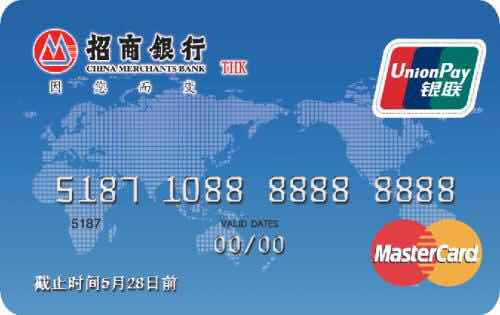 招商银行
CHINA MERCHANTS BANK
THK
因您而变
UnionPay
银联
5187 1088 8888 8888
5187
VALID DATES
00/00
MasterCard
截止时间5月28日前